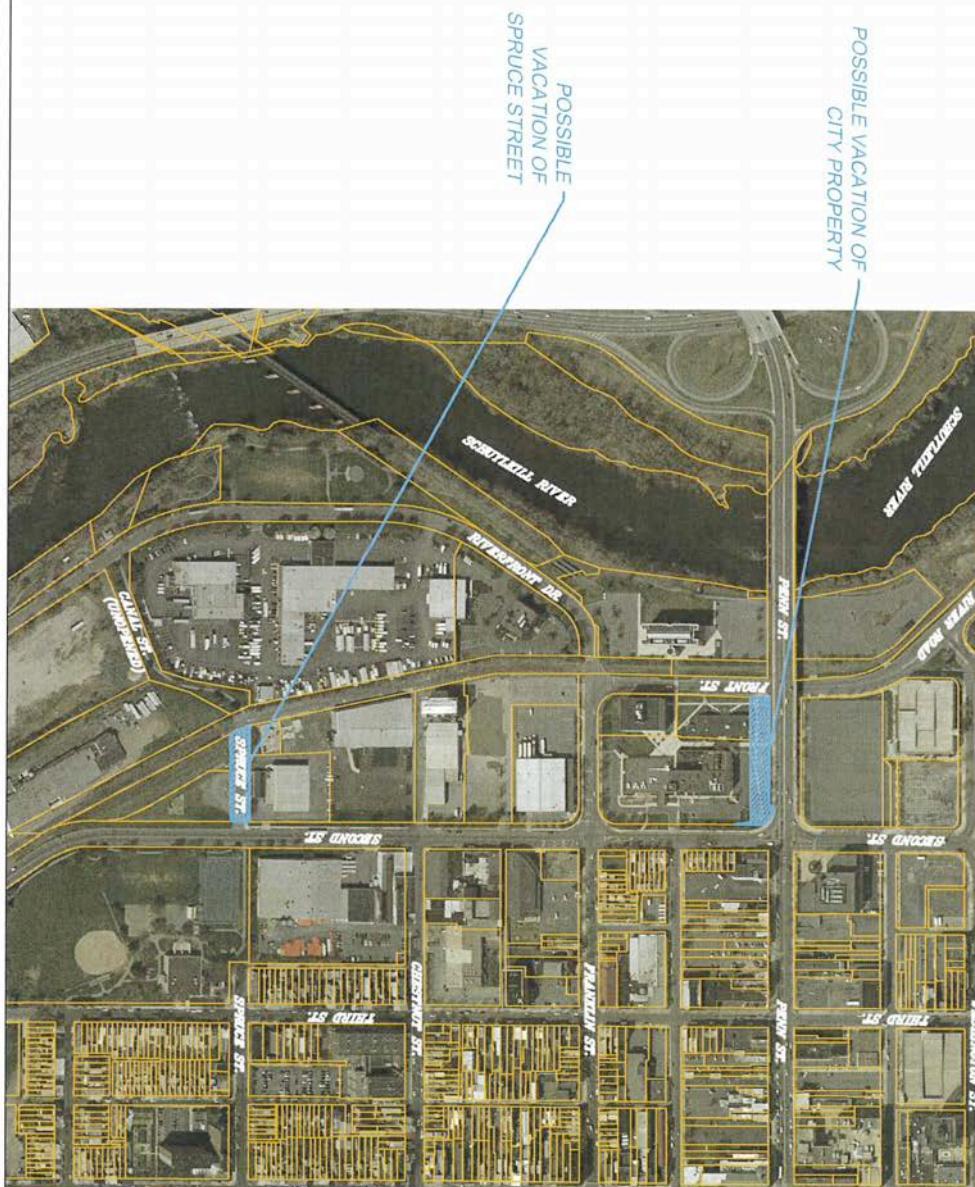 POSSIBLE VACATION OF
CITY PROPERTY
POSSIBLE
VACATION OF
SPRUCE STREET
SCHUYLKILL RIVER
SCHUYLKILL RIVER
RIVERFRONT DR.
PENN ST.
RIVER ROAD
CANAL ST.
(UNOPENED)
FRONT ST.
SPRUCE ST.
SECOND ST.
SECOND ST.
CHESTNUT ST.
FRANKLIN ST.
PENN ST.
THIRD ST.
THIRD ST.
SPRUCE ST.